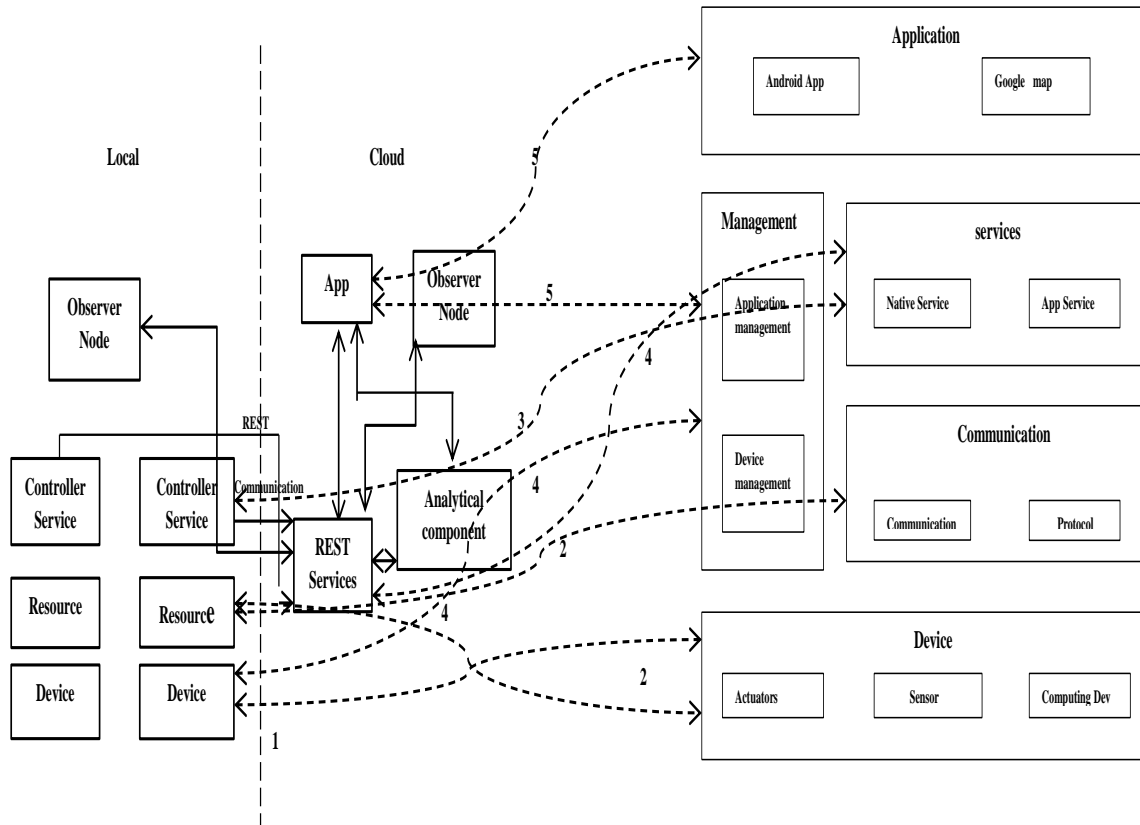 Application
Android App
Google map
5
Local
Cloud
Management
services
App
Observer
Node
Observer
Node
5
Application
management
Native Service
App Service
4
REST
3
Communication
Controller
Service
Controller
Service
Communication
Analytical
component
4
Device
management
Communication
Protocol
REST
Services
2
Resource
Resource
4
Device
Device
Device
2
Actuators
Sensor
Computing Dev
1